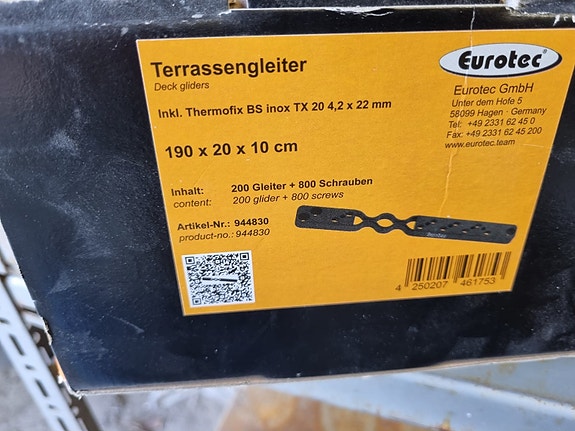 Terrassengleiter
Deck gliders
Inkl. Thermofix BS inox TX 20 4,2 x 22 mm
190 x 20 x 10 cm
Inhalt: 200 Gleiter + 800 Schrauben
content: 200 glider + 800 screws
Artikel-Nr.: 944830
product-no.: 944830
Eurotec®
Eurotec GmbH
Unter dem Hofe 5
58099 Hagen · Germany
Tel: +49 2331 62 45 0
Fax: +49 2331 62 45 200
www.eurotec.team
eurotec
4 250207 461753